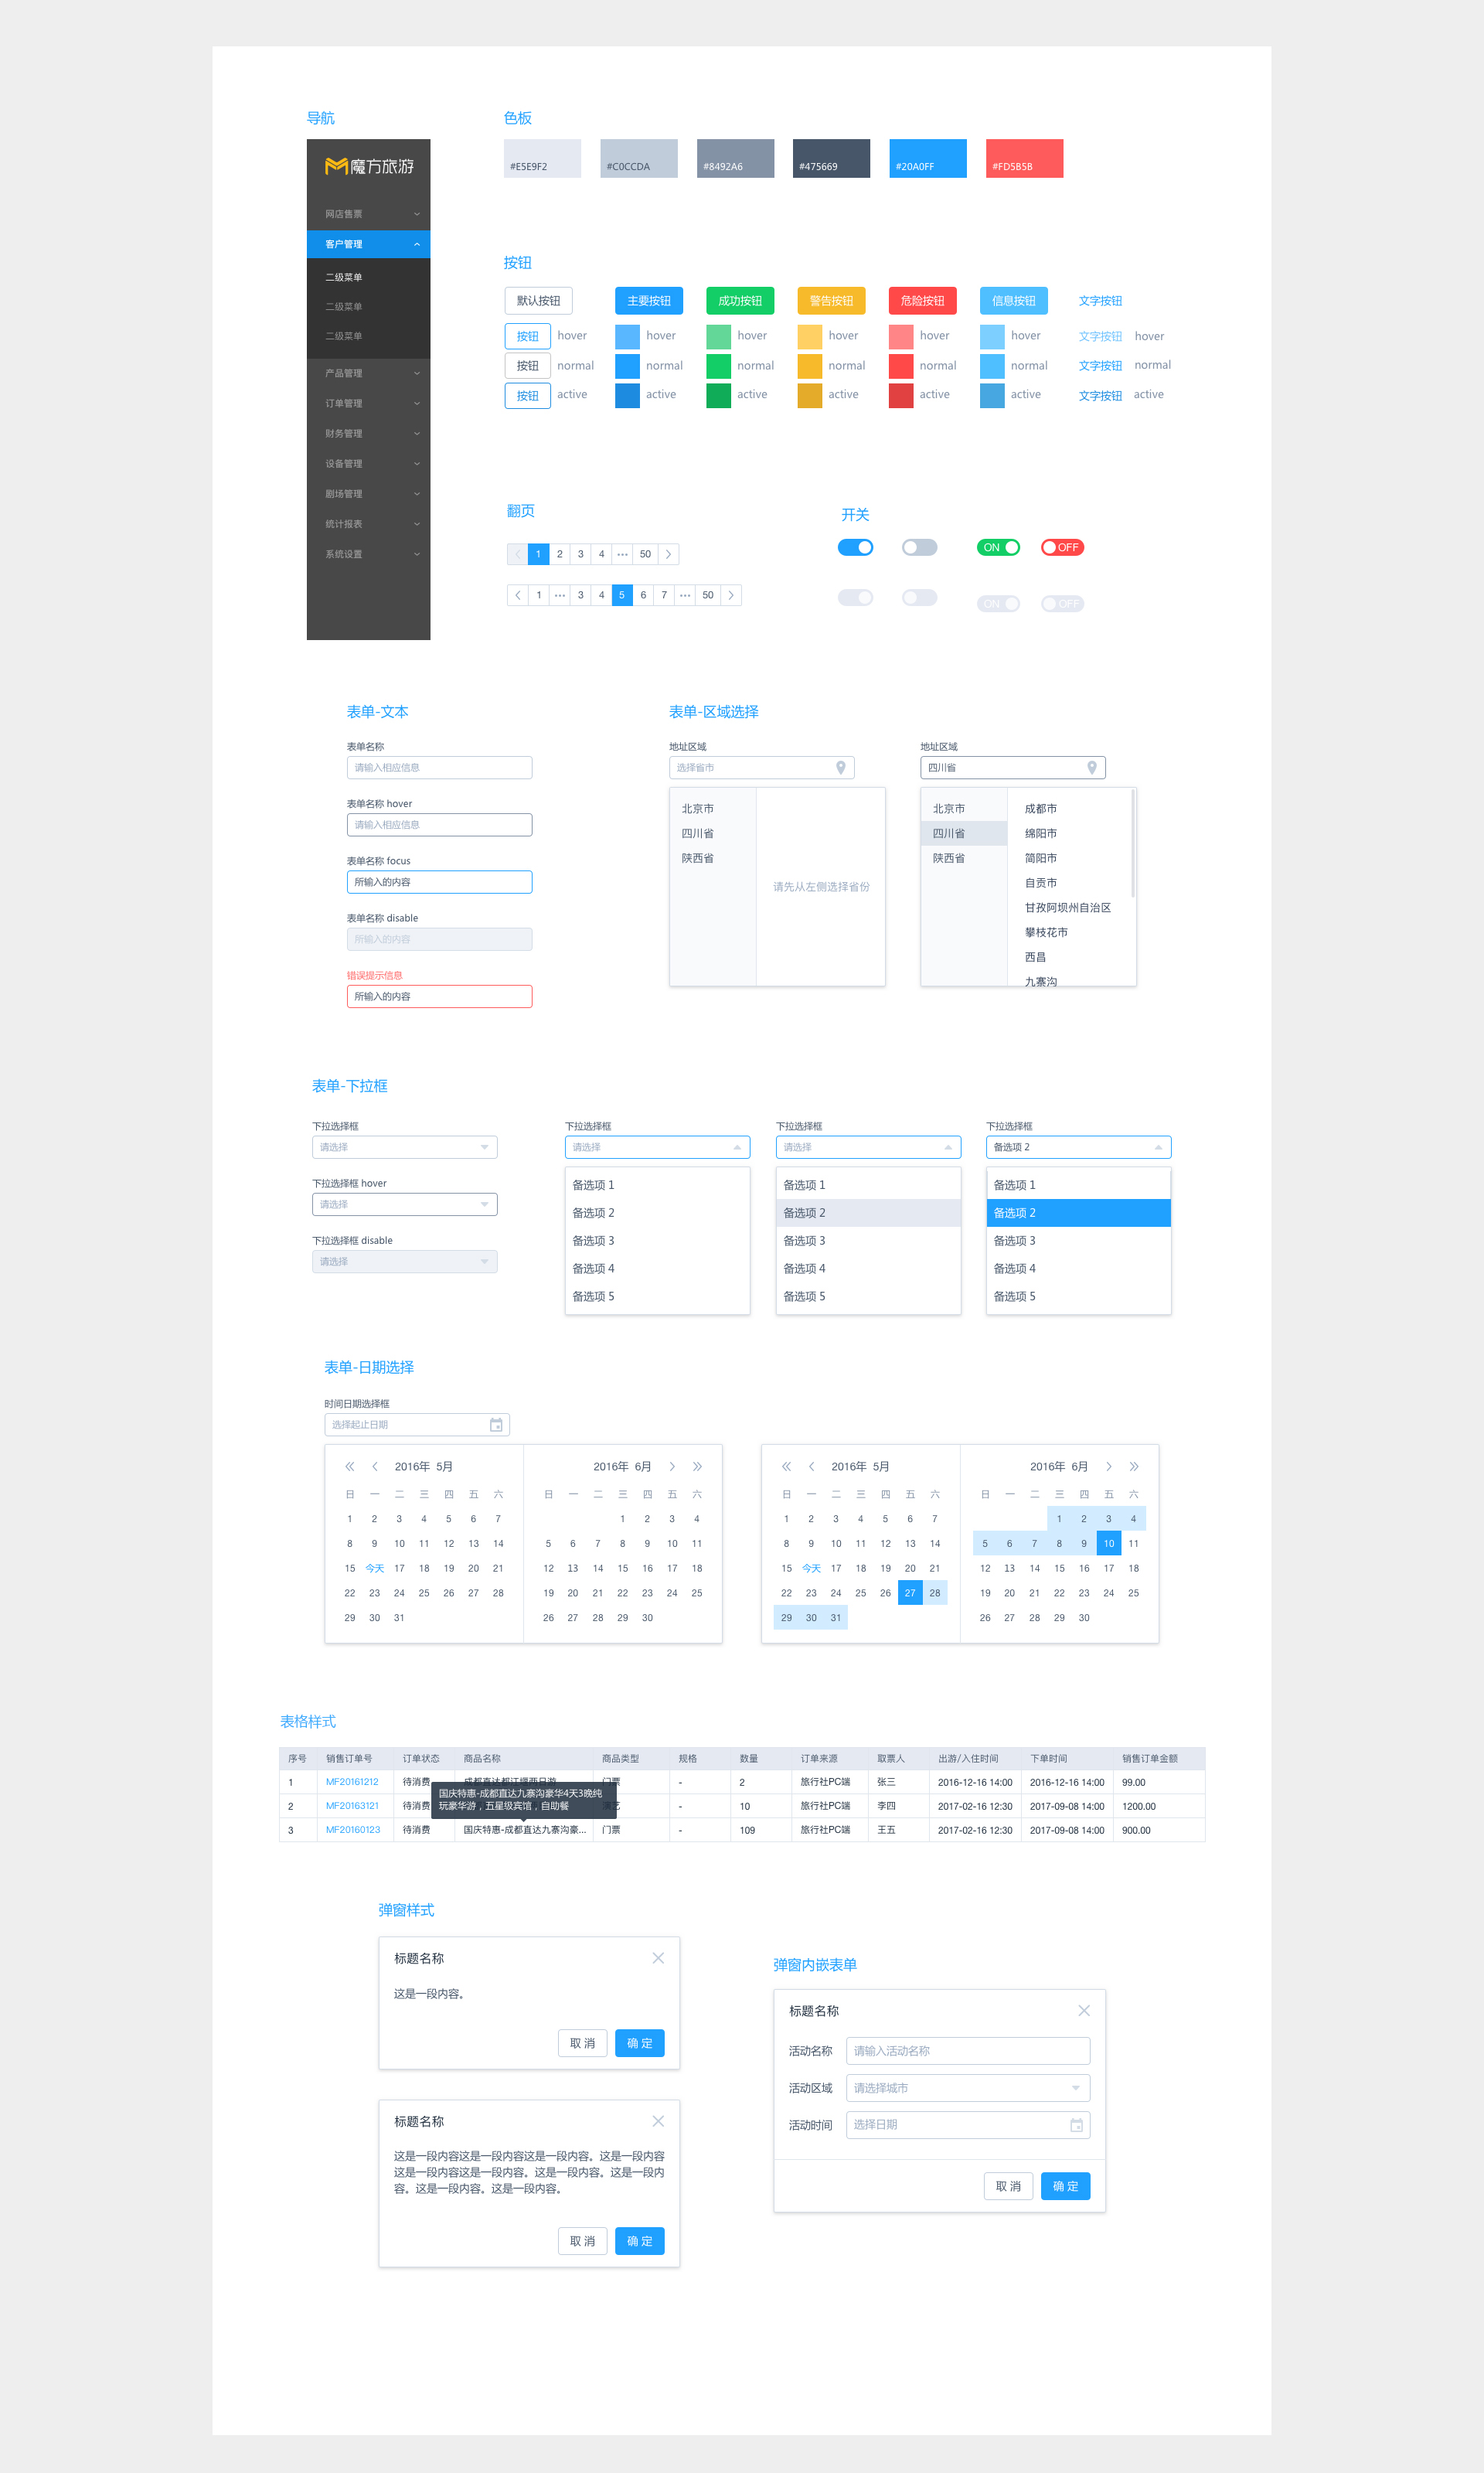 导航
魔方旅游
网店售票
客户管理
二级菜单
二级菜单
二级菜单
产品管理
订单管理
财务管理
设备管理
剧场管理
统计报表
系统设置
色板
#E5E9F2 #C0CCDA #8492A6 #475669 #20A0FF #FD5B5B
按钮
默认按钮 主要按钮 成功按钮 警告按钮 危险按钮 信息按钮 文字按钮
按钮 hover hover hover hover hover hover 文字按钮 hover
按钮 normal normal normal normal normal normal 文字按钮 normal
按钮 active active active active active active 文字按钮 active
翻页
1 2 3 4 ••• 50
1 ••• 3 4 5 6 7 ••• 50
开关
ON OFF
ON OFF
表单-文本
表单名称
请输入相应信息
表单名称 hover
请输入相应信息
表单名称 focus
所输入的内容
表单名称 disable
所输入的内容
错误提示信息
所输入的内容
表单-区域选择
地址区域
选择省市
北京市
四川省
陕西省
请先从左侧选择省份
地址区域
四川省
北京市
四川省
陕西省
成都市
绵阳市
简阳市
自贡市
甘孜阿坝州自治区
攀枝花市
西昌
九寨沟
表单-下拉框
下拉选择框
请选择
下拉选择框 hover
请选择
下拉选择框 disable
请选择
下拉选择框
请选择
备选项 1
备选项 2
备选项 3
备选项 4
备选项 5
下拉选择框
请选择
备选项 1
备选项 2
备选项 3
备选项 4
备选项 5
下拉选择框
备选项 2
备选项 1
备选项 2
备选项 3
备选项 4
备选项 5
表单-日期选择
时间日期选择框
选择起止日期
2016年 5月
日 一 二 三 四 五 六
1 2 3 4 5 6 7
8 9 10 11 12 13 14
15 今天 17 18 19 20 21
22 23 24 25 26 27 28
29 30 31
2016年 6月
日 一 二 三 四 五 六
1 2 3 4
5 6 7 8 9 10 11
12 13 14 15 16 17 18
19 20 21 22 23 24 25
26 27 28 29 30
2016年 5月
日 一 二 三 四 五 六
1 2 3 4 5 6 7
8 9 10 11 12 13 14
15 今天 17 18 19 20 21
22 23 24 25 26 27 28
29 30 31
2016年 6月
日 一 二 三 四 五 六
1 2 3 4
5 6 7 8 9 10 11
12 13 14 15 16 17 18
19 20 21 22 23 24 25
26 27 28 29 30
表格样式
序号 销售订单号 订单状态 商品名称 商品类型 规格 数量 订单来源 取票人 出游/入住时间 下单时间 销售订单金额
1 MF20161212 待消费 成都直达都江堰两日游 门票 - 2 旅行社PC端 张三 2016-12-16 14:00 2016-12-16 14:00 99.00
国庆特惠-成都直达九寨沟豪华4天3晚纯
玩豪华游，五星级宾馆，自助餐
2 MF20163121 待消费 - 10 旅行社PC端 李四 2017-02-16 12:30 2017-09-08 14:00 1200.00
3 MF20160123 待消费 国庆特惠-成都直达九寨沟豪... 门票 - 109 旅行社PC端 王五 2017-02-16 12:30 2017-09-08 14:00 900.00
弹窗样式
标题名称
这是一段内容。
取 消 确 定
标题名称
这是一段内容这是一段内容这是一段内容。这是一段内容
这是一段内容这是一段内容。这是一段内容。这是一段内
容。这是一段内容。这是一段内容。
取 消 确 定
弹窗内嵌表单
标题名称
活动名称 请输入活动名称
活动区域 请选择城市
活动时间 选择日期
取 消 确 定